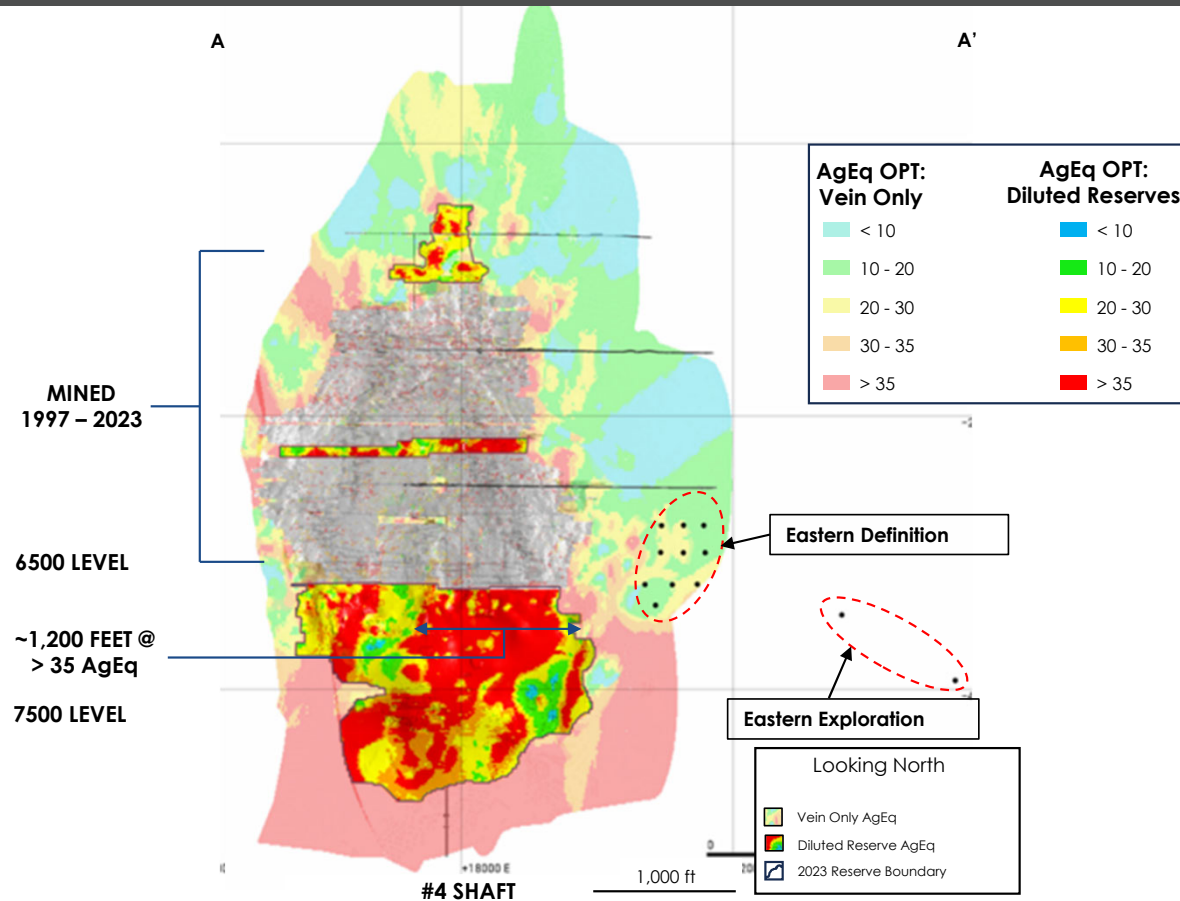 A
A'
AgEq OPT:
Vein Only
AgEq OPT:
Diluted Reserves
< 10
< 10
10 - 20
10 - 20
20 - 30
20 - 30
30 - 35
30 - 35
> 35
> 35
MINED
1997 – 2023
Eastern Definition
6500 LEVEL
~1,200 FEET @
> 35 AgEq
7500 LEVEL
Eastern Exploration
Looking North
Vein Only AgEq
Diluted Reserve AgEq
2023 Reserve Boundary
0
+18000 E
1,000 ft
#4 SHAFT